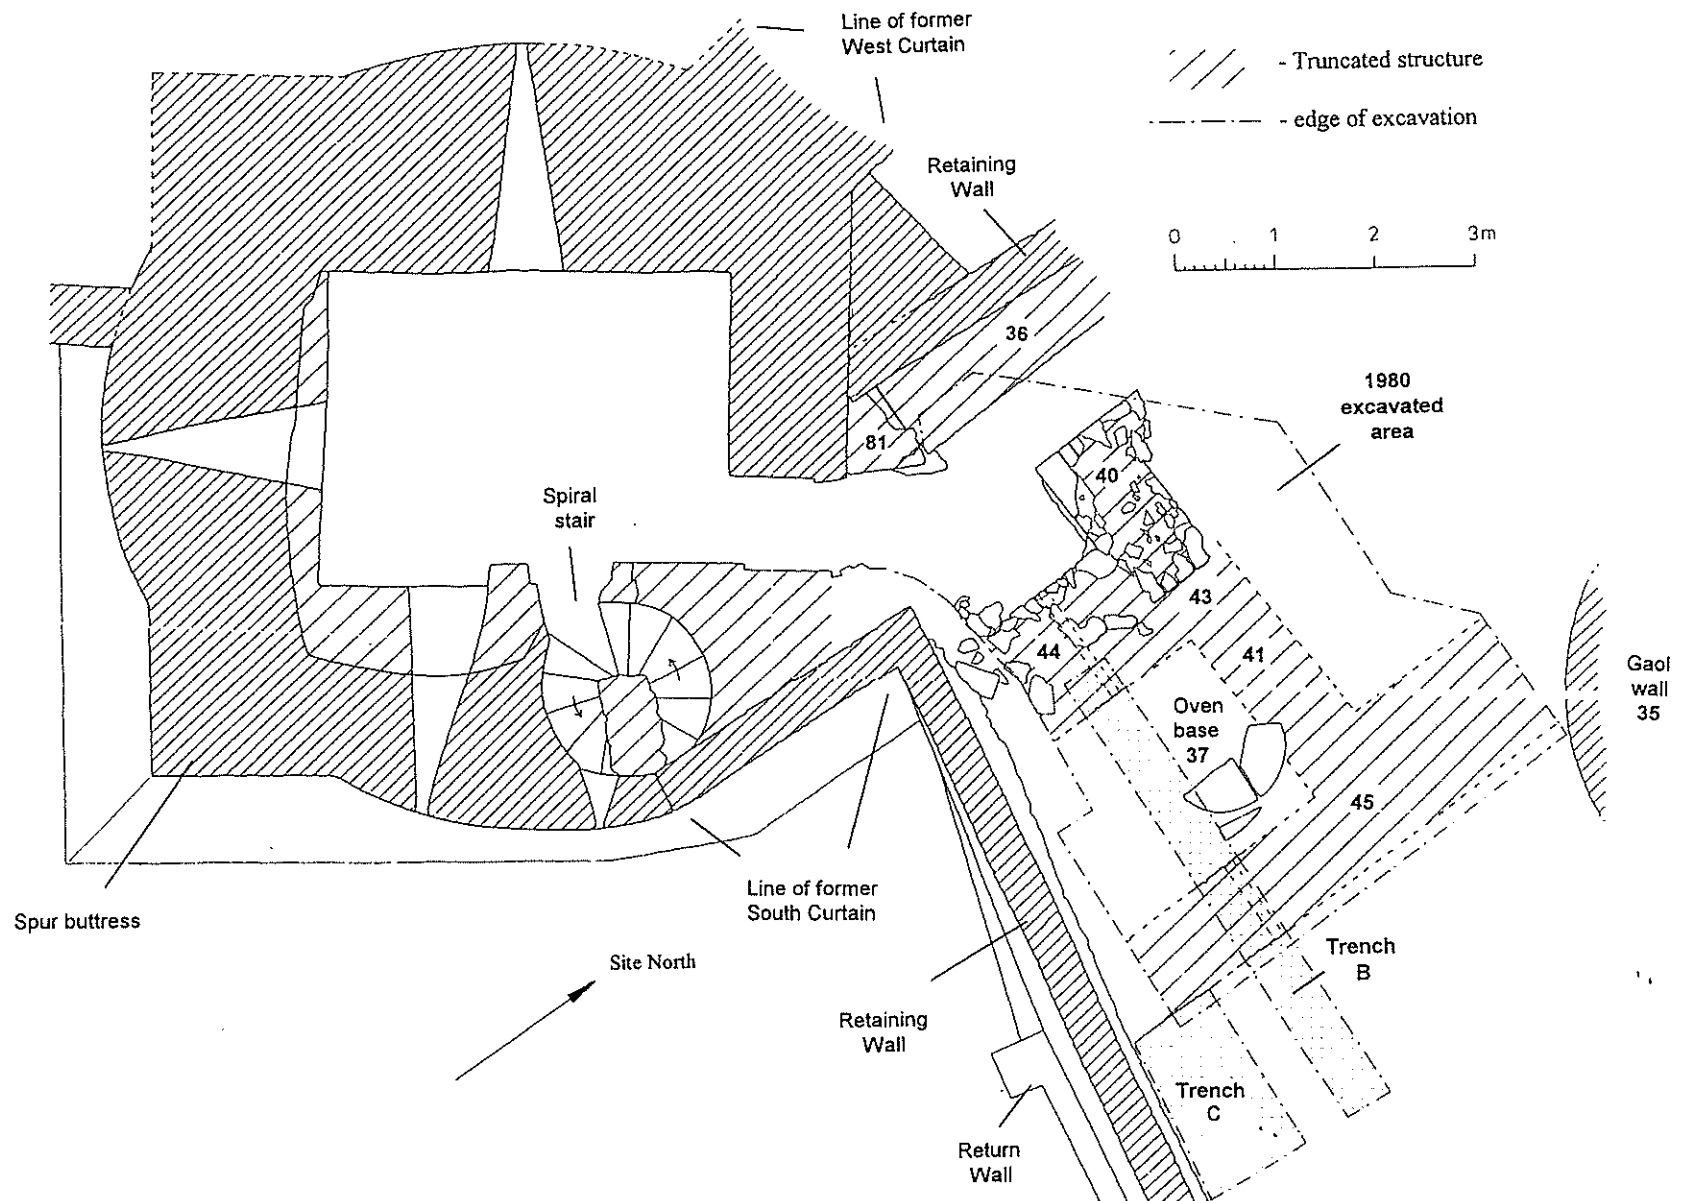 Line of former
West Curtain
- Truncated structure
- edge of excavation
Retaining
Wall
0 1 2 3m
36
1980
excavated
area
81
40
Spiral
stair
43
44
41
Gaol
wall
35
Oven
base
37
45
Line of former
South Curtain
Spur buttress
Site North
Trench
B
Retaining
Wall
Trench
C
Return
Wall